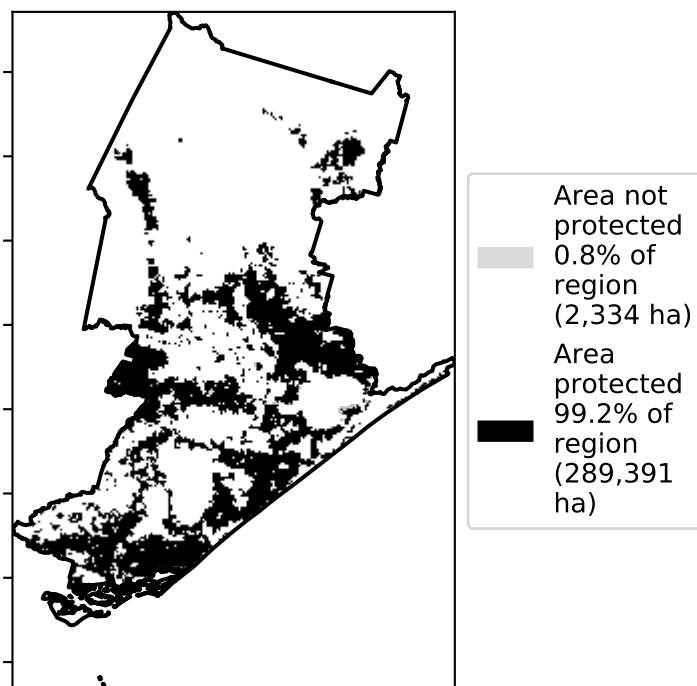 Area not
protected
0.8% of
region
(2,334 ha)
Area
protected
99.2% of
region
(289,391
ha)